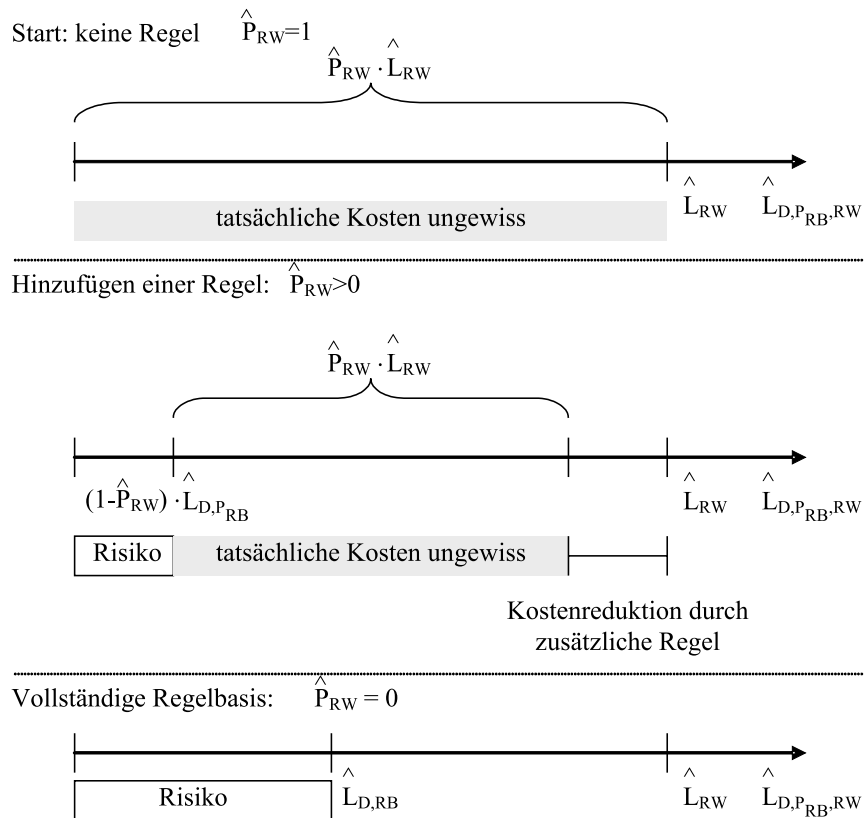 Start: keine Regel P̂RW=1
P̂RW · L̂RW
L̂RW L̂D,PRB,RW
tatsächliche Kosten ungewiss
Hinzufügen einer Regel: P̂RW>0
P̂RW · L̂RW
(1-P̂RW) · L̂D,PRB L̂RW L̂D,PRB,RW
Risiko tatsächliche Kosten ungewiss
Kostenreduktion durch
zusätzliche Regel
Vollständige Regelbasis: P̂RW = 0
Risiko L̂D,RB L̂RW L̂D,PRB,RW